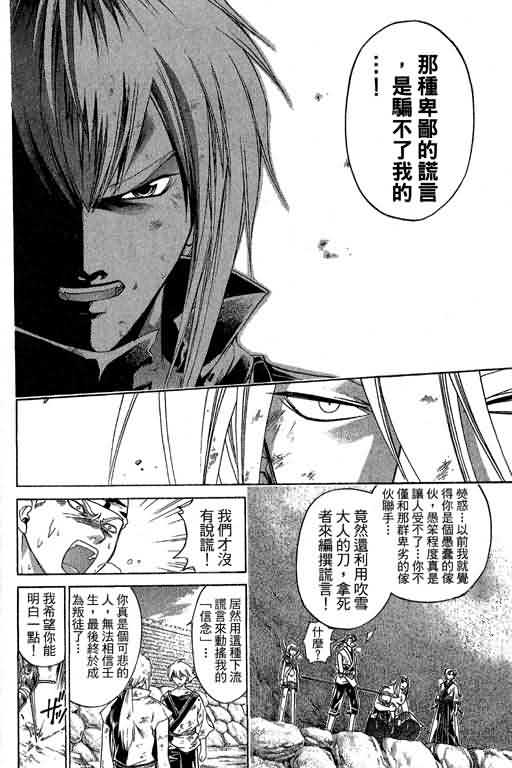 那種卑鄙的謊言
，是騙不了我的
…！
熒惑…以前我就覺
得你是個愚蠢的傢
伙，愚笨程度真是
讓人受不了…你不
僅和那群卑劣的傢
伙聯手…
竟然還利用吹雪
大人的刀，拿死
者來編撰謊言！
什麼？
我們才沒
有說謊！
居然用這種下流
謊言來動搖我的
「信念」…
你真是個可悲的
人，無法相信壬
生，最後終於成
為叛徒了…
我希望你能
明白一點！